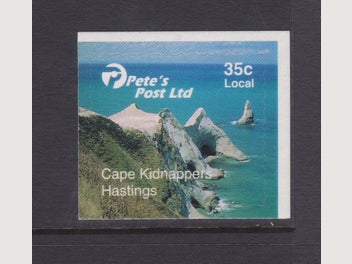 Pete's
Post Ltd
35c
Local
Cape Kidnappers
Hastings